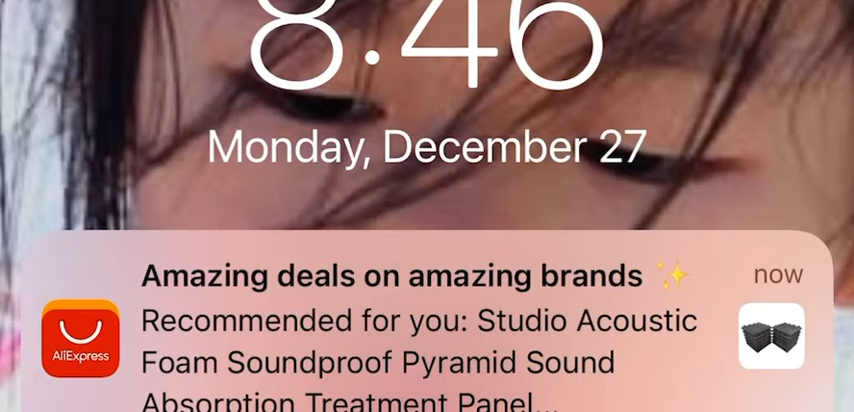 8.46
Monday, December 27
Amazing deals on amazing brands ✨
now
Recommended for you: Studio Acoustic
Foam Soundproof Pyramid Sound
Absorption Treatment Panel...
AliExpress